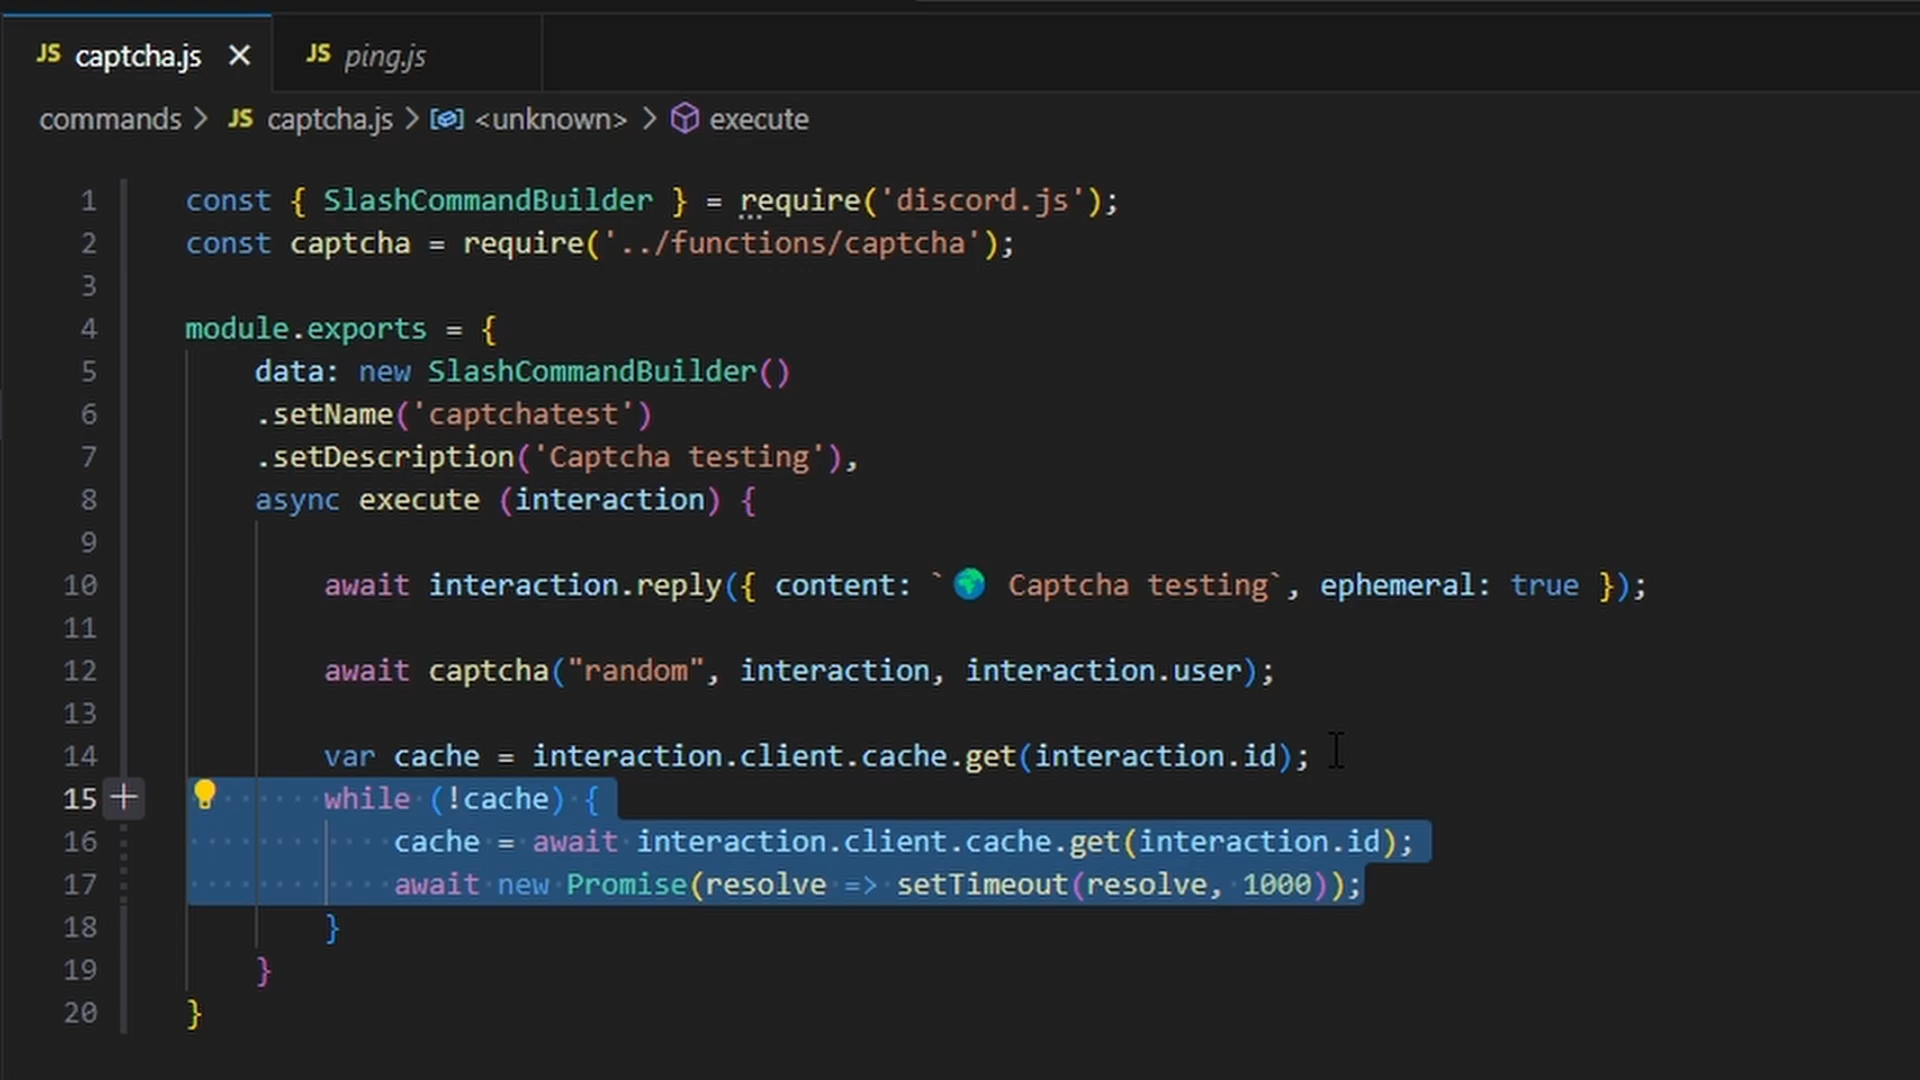 JS captcha.js ✕ JS ping.js
commands > JS captcha.js > <unknown> > execute
1 const { SlashCommandBuilder } = require('discord.js');
2 const captcha = require('../functions/captcha');
3
4 module.exports = {
5 data: new SlashCommandBuilder()
6 .setName('captchatest')
7 .setDescription('Captcha testing'),
8 async execute (interaction) {
9
10 await interaction.reply({ content: `🌍 Captcha testing`, ephemeral: true });
11
12 await captcha("random", interaction, interaction.user);
13
14 var cache = interaction.client.cache.get(interaction.id);
15 while (!cache) {
16 cache = await interaction.client.cache.get(interaction.id);
17 await new Promise(resolve => setTimeout(resolve, 1000));
18 }
19 }
20 }